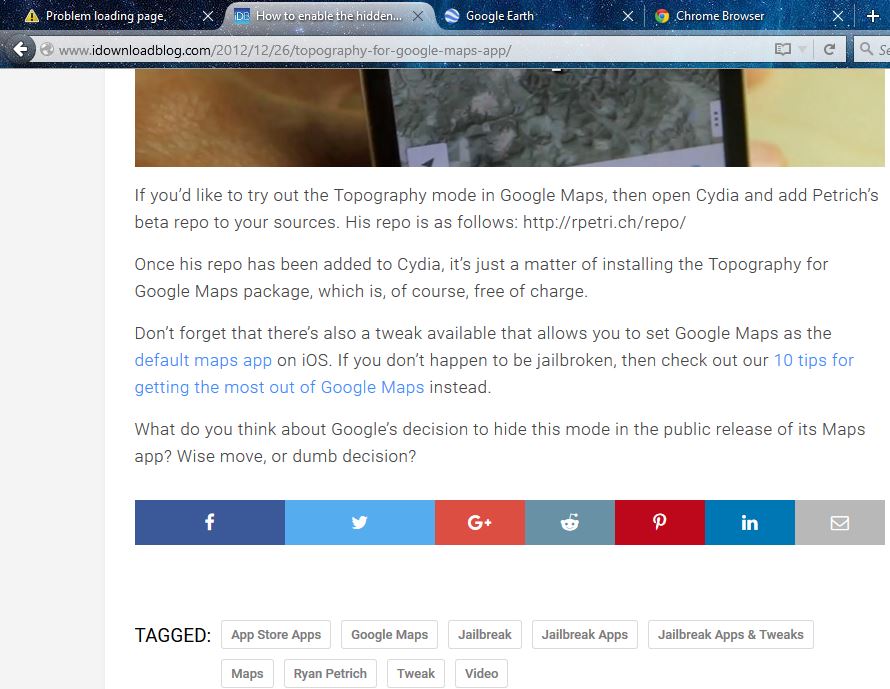 Problem loading page.
iDB How to enable the hidden...
Google Earth
Chrome Browser
www.idownloadblog.com/2012/12/26/topography-for-google-maps-app/
If you’d like to try out the Topography mode in Google Maps, then open Cydia and add Petrich’s
beta repo to your sources. His repo is as follows: http://rpetri.ch/repo/
Once his repo has been added to Cydia, it’s just a matter of installing the Topography for
Google Maps package, which is, of course, free of charge.
Don’t forget that there’s also a tweak available that allows you to set Google Maps as the
default maps app on iOS. If you don’t happen to be jailbroken, then check out our 10 tips for
getting the most out of Google Maps instead.
What do you think about Google’s decision to hide this mode in the public release of its Maps
app? Wise move, or dumb decision?
f G+ in
TAGGED: App Store Apps Google Maps Jailbreak Jailbreak Apps Jailbreak Apps & Tweaks
Maps Ryan Petrich Tweak Video